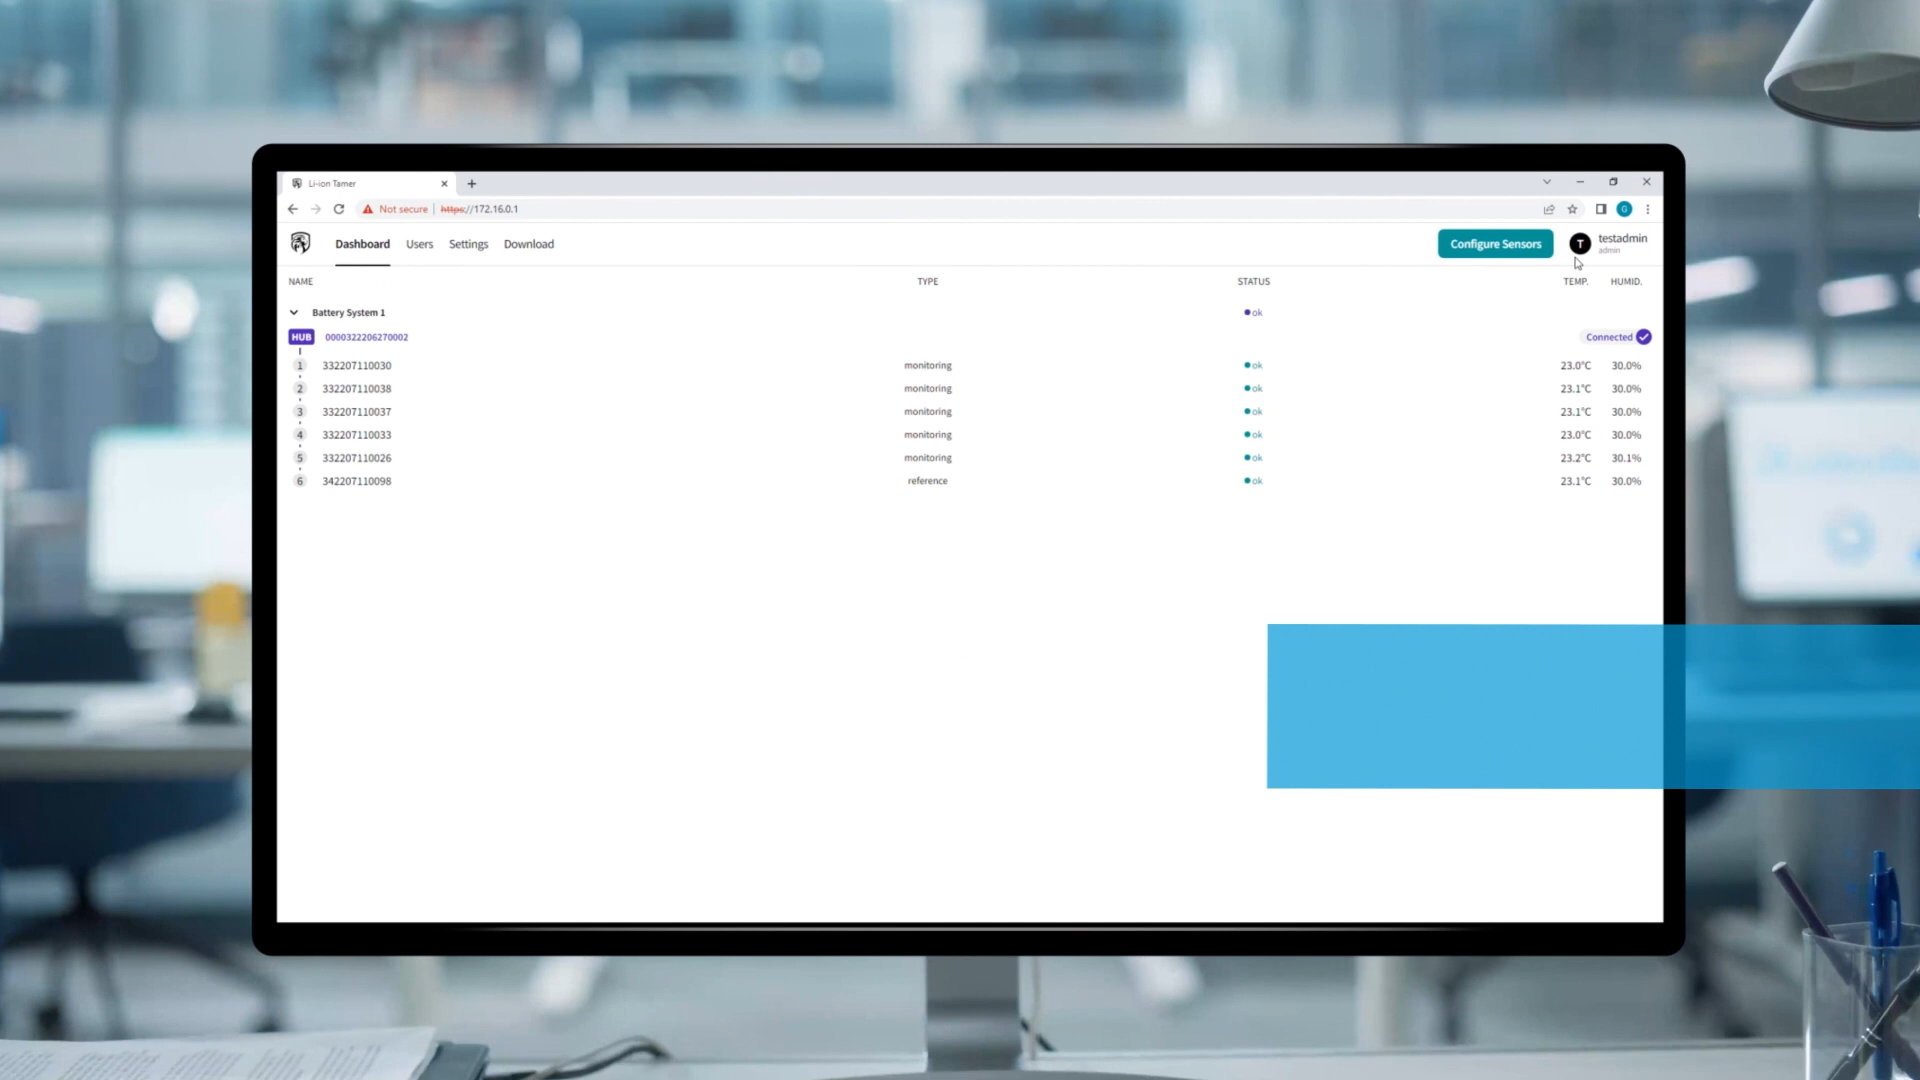 Li-ion Tamer
Not secure | https://172.16.0.1
Dashboard Users Settings Download Configure Sensors T testadmin
admin
NAME TYPE STATUS TEMP. HUMID.
Battery System 1 ok
HUB 0000322206270002 Connected
1 332207110030 monitoring ok 23.0°C 30.0%
2 332207110038 monitoring ok 23.1°C 30.0%
3 332207110037 monitoring ok 23.1°C 30.0%
4 332207110033 monitoring ok 23.0°C 30.0%
5 332207110026 monitoring ok 23.2°C 30.1%
6 342207110098 reference ok 23.1°C 30.0%